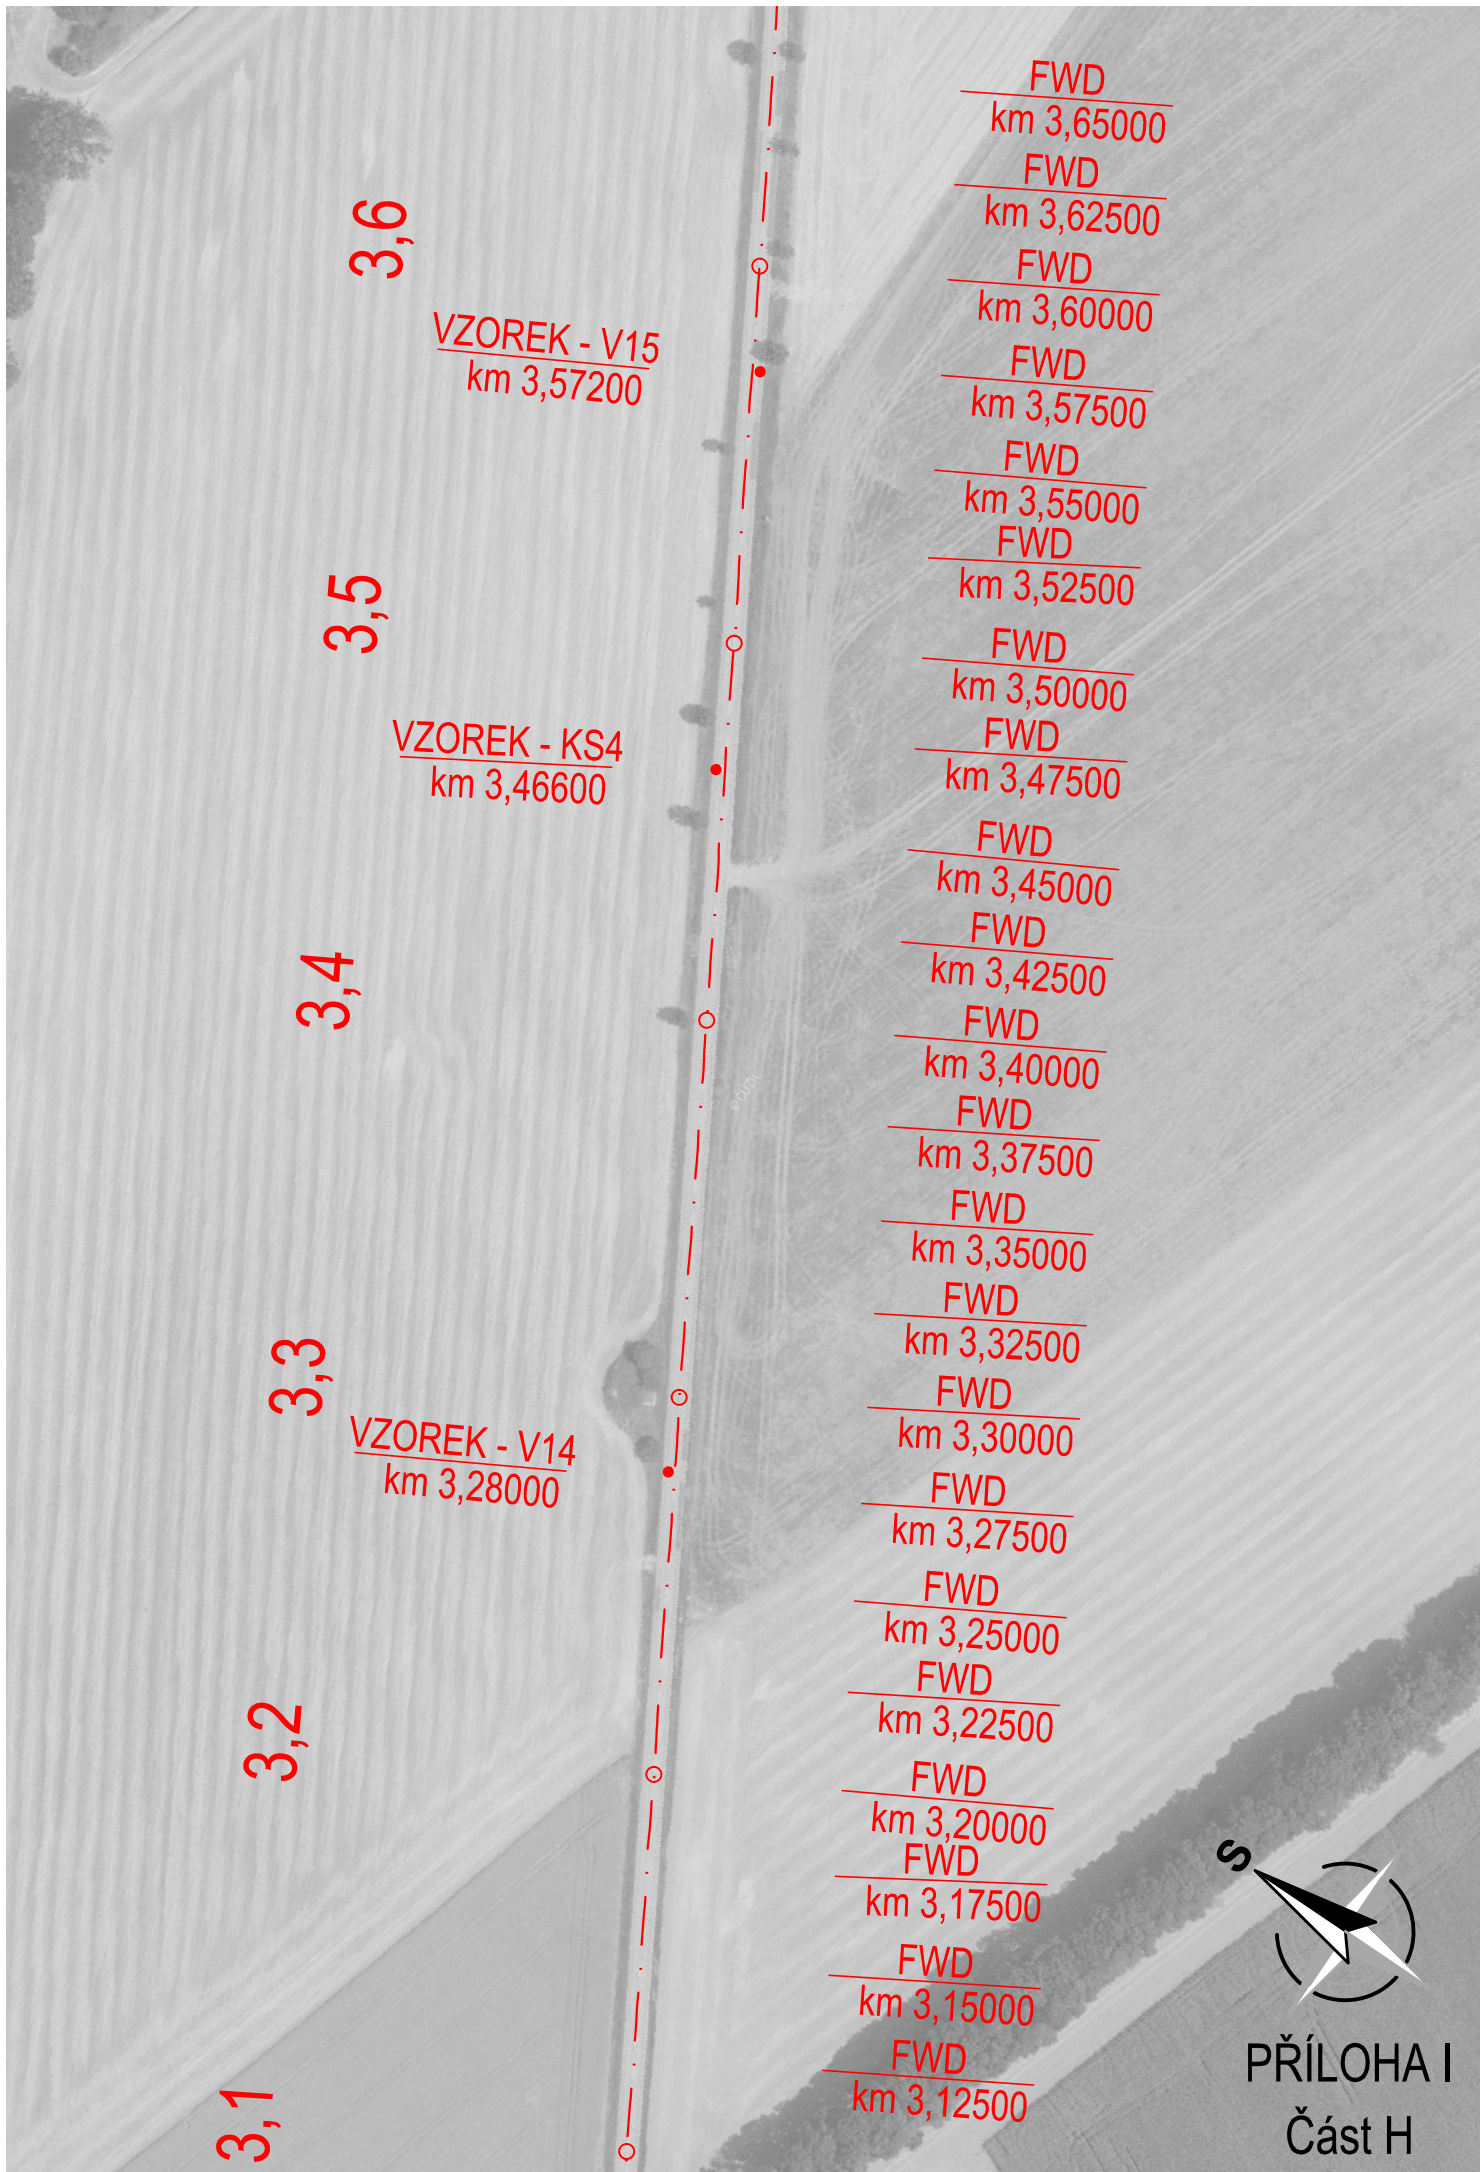 FWD
km 3,65000
FWD
km 3,62500
3,6
FWD
km 3,60000
VZOREK - V15
km 3,57200
FWD
km 3,57500
FWD
km 3,55000
FWD
km 3,52500
3,5
FWD
km 3,50000
VZOREK - KS4
km 3,46600
FWD
km 3,47500
FWD
km 3,45000
FWD
km 3,42500
3,4
FWD
km 3,40000
FWD
km 3,37500
FWD
km 3,35000
FWD
km 3,32500
3,3
FWD
km 3,30000
VZOREK - V14
km 3,28000
FWD
km 3,27500
FWD
km 3,25000
FWD
km 3,22500
3,2
FWD
km 3,20000
FWD
km 3,17500
S
FWD
km 3,15000
FWD
km 3,12500
3,1
PŘÍLOHA I
Část H